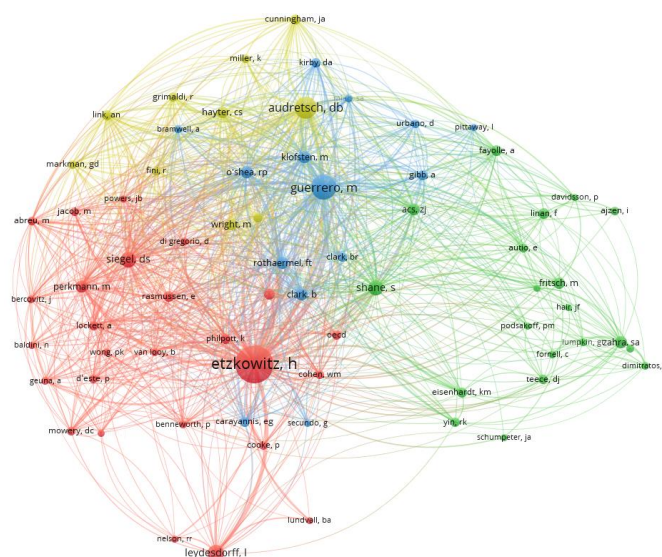 cunningham, ja
miller, k
kirby, da
grimaldi, r
audretsch, db
link, an
hayter, cs
bramwell, a
urbano, d
pittaway, l
klofsten, m
fayolle, a
markman, gd
fini, r
o'shea, rp
gibb, a
guerrero, m
powers, jb
davidsson, p
jacob, m
acs, zj
linan, f
ajzen, i
abreu, m
wright, m
di gregorio, d
autio, e
siegel, ds
clark, br
rothaermel, ft
perkmann, m
shane, s
fritsch, m
bercovitz, j
rasmussen, e
clark, b
hair, jf
lockett, a
podsakoff, pm
philpott, k
oecd
baldini, n
wong, pk
van looy, b
lumpkin, gt
zahra, sa
fornell, c
etzkowitz, h
dimitratos,
geuna, a
d'este, p
cohen, wm
teece, dj
eisenhardt, km
mowery, dc
benneworth, p
carayannis, eg
secundo, g
yin, rk
schumpeter, ja
cooke, p
lundvall, ba
nelson, rr
leydesdorff, l